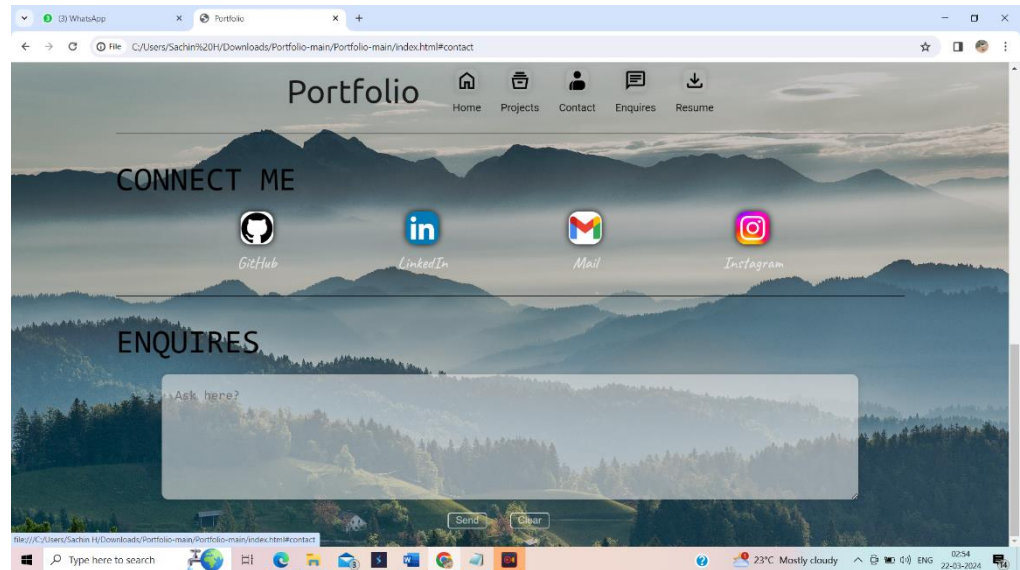 (3) WhatsApp
Portfolio
File C:/Users/Sachin%20H/Downloads/Portfolio-main/Portfolio-main/index.html#contact
Portfolio
Home Projects Contact Enquires Resume
CONNECT ME
GitHub LinkedIn Mail Instagram
ENQUIRES
Ask here?
Send Clear
file:///C:/Users/Sachin H/Downloads/Portfolio-main/Portfolio-main/index.html#contact
Type here to search
23°C Mostly cloudy
ENG
02:54
22-03-2024